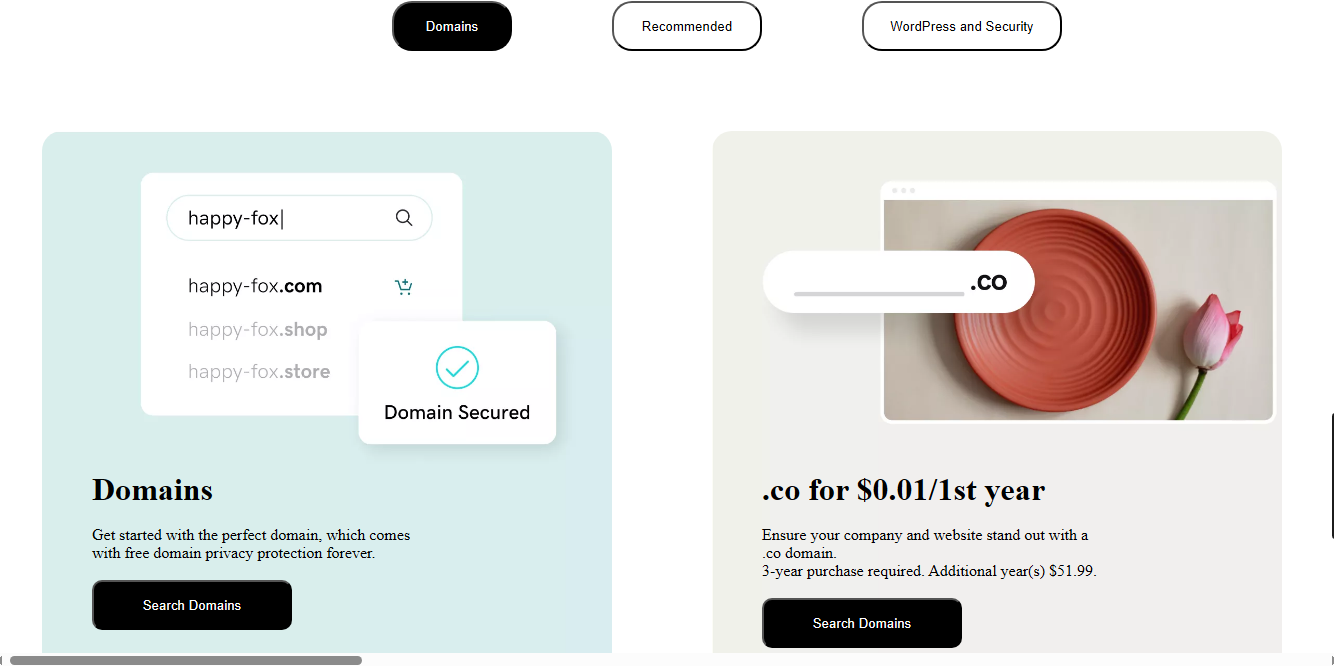 Domains
Recommended
WordPress and Security
happy-fox
happy-fox.com
happy-fox.shop
happy-fox.store
Domain Secured
.co
Domains
Get started with the perfect domain, which comes
with free domain privacy protection forever.
Search Domains
.co for $0.01/1st year
Ensure your company and website stand out with a
.co domain.
3-year purchase required. Additional year(s) $51.99.
Search Domains